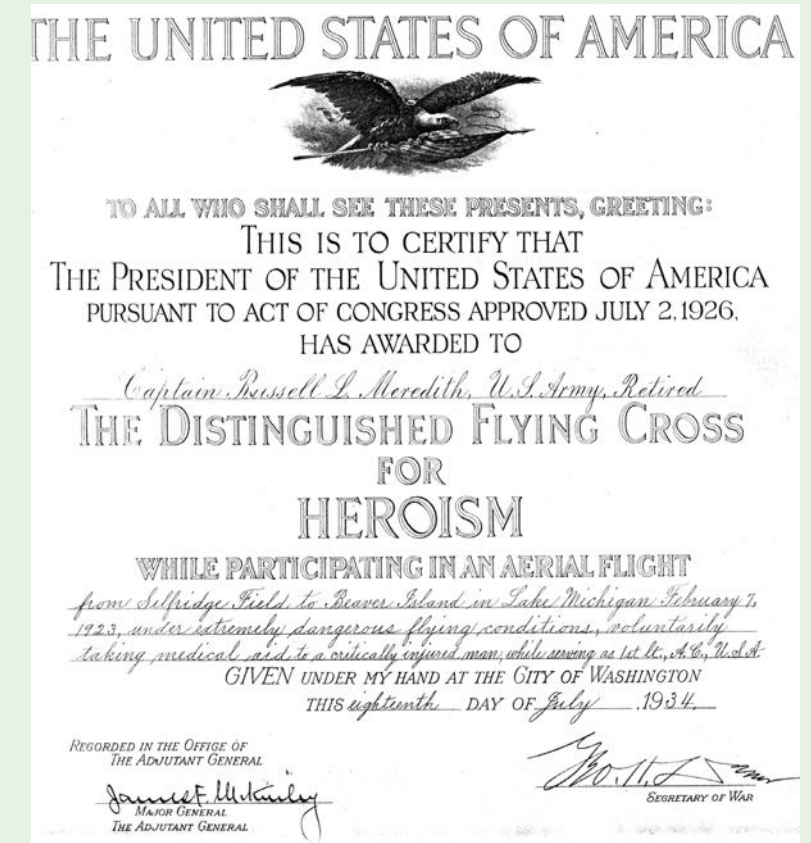 THE UNITED STATES OF AMERICA
TO ALL WHO SHALL SEE THESE PRESENTS, GREETING:
THIS IS TO CERTIFY THAT
THE PRESIDENT OF THE UNITED STATES OF AMERICA
PURSUANT TO ACT OF CONGRESS APPROVED JULY 2, 1926,
HAS AWARDED TO
Captain Russell L. Meredith, U.S. Army, Retired
THE DISTINGUISHED FLYING CROSS
FOR
HEROISM
WHILE PARTICIPATING IN AN AERIAL FLIGHT
from Selfridge Field to Beaver Island in Lake Michigan February 7,
1923, under extremely dangerous flying conditions, voluntarily
taking medical aid to a critically injured man, while serving as 1st Lt., A.C., U.S.A.
GIVEN UNDER MY HAND AT THE CITY OF WASHINGTON
THIS eighteenth DAY OF July , 1934.
RECORDED IN THE OFFICE OF
THE ADJUTANT GENERAL
James F. McKinley
MAJOR GENERAL
THE ADJUTANT GENERAL
Geo. H. Dern
SECRETARY OF WAR